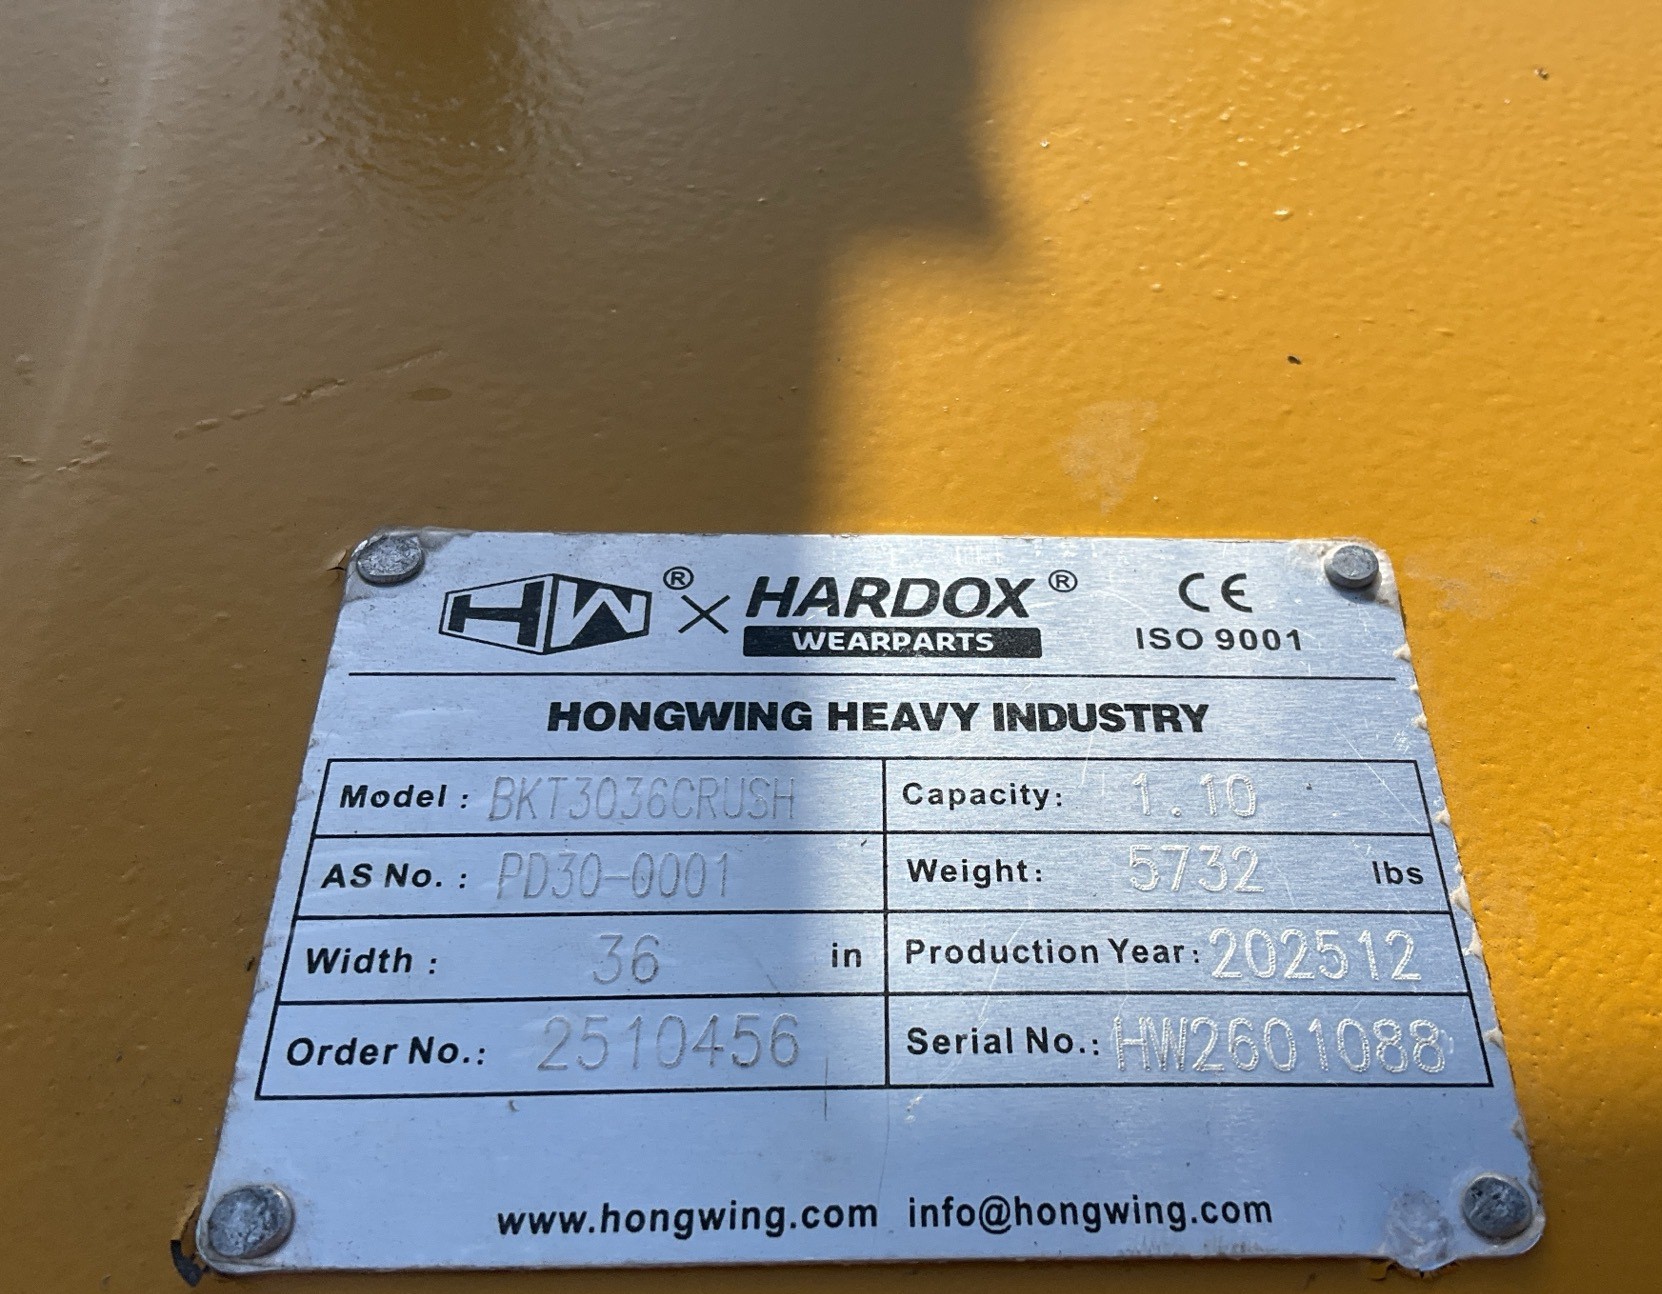 HW® × HARDOX® CE
WEARPARTS ISO 9001
HONGWING HEAVY INDUSTRY
Model : BKT3036CRUSH Capacity: 1.10
AS No. : PD30-0001 Weight: 5732 lbs
Width : 36 in Production Year: 202512
Order No.: 2510456 Serial No.: HW2601088
www.hongwing.com info@hongwing.com